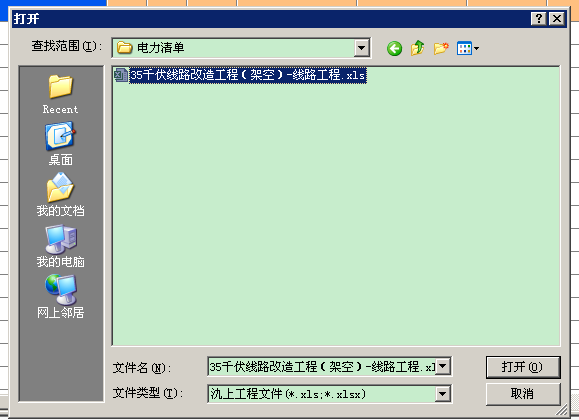 打开
查找范围(I):
电力清单
35千伏线路改造工程(架空)-线路工程.xls
Recent
桌面
我的文档
我的电脑
网上邻居
文件名(N):
35千伏线路改造工程(架空)-线路工程.x
打开(O)
文件类型(T):
氿上工程文件(*.xls;*.xlsx)
取消